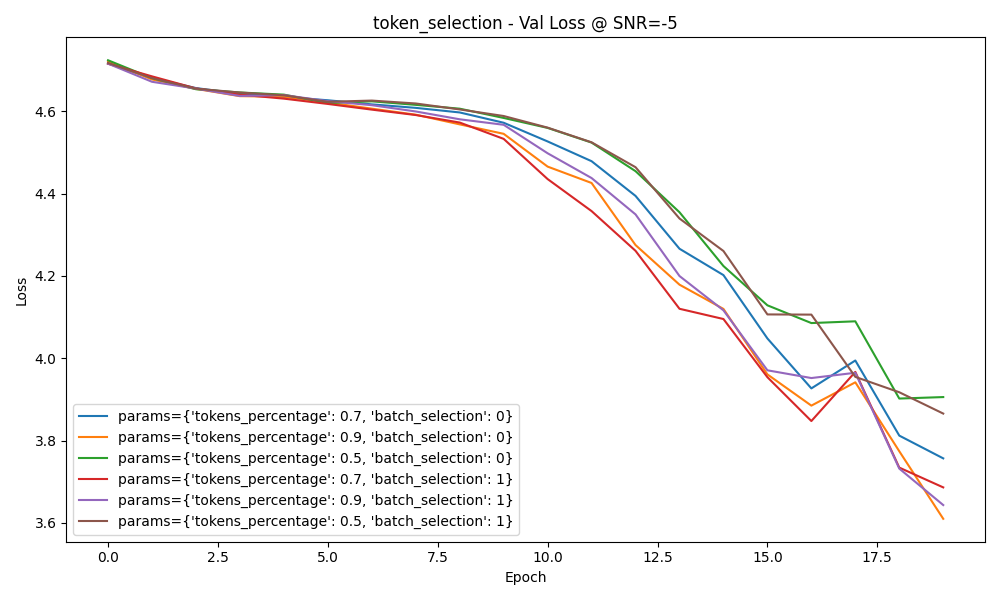 token_selection - Val Loss @ SNR=-5
Loss
4.6
4.4
4.2
4.0
3.8
3.6
params={'tokens_percentage': 0.7, 'batch_selection': 0}
params={'tokens_percentage': 0.9, 'batch_selection': 0}
params={'tokens_percentage': 0.5, 'batch_selection': 0}
params={'tokens_percentage': 0.7, 'batch_selection': 1}
params={'tokens_percentage': 0.9, 'batch_selection': 1}
params={'tokens_percentage': 0.5, 'batch_selection': 1}
0.0 2.5 5.0 7.5 10.0 12.5 15.0 17.5
Epoch